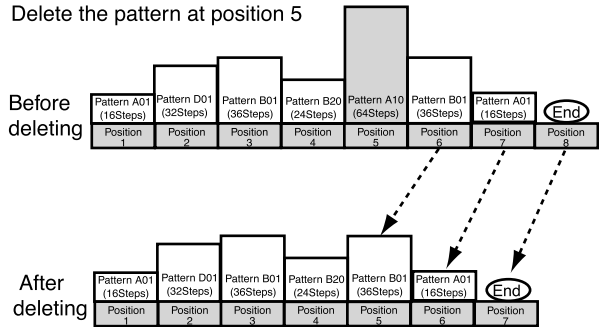 Delete the pattern at position 5
Before
deleting
Pattern A01
(16Steps)
Pattern D01
(32Steps)
Pattern B01
(36Steps)
Pattern B20
(24Steps)
Pattern A10
(64Steps)
Pattern B01
(36Steps)
Pattern A01
(16Steps)
End
Position
1
Position
2
Position
3
Position
4
Position
5
Position
6
Position
7
Position
8
After
deleting
Pattern A01
(16Steps)
Pattern D01
(32Steps)
Pattern B01
(36Steps)
Pattern B20
(24Steps)
Pattern B01
(36Steps)
Pattern A01
(16Steps)
End
Position
1
Position
2
Position
3
Position
4
Position
5
Position
6
Position
7